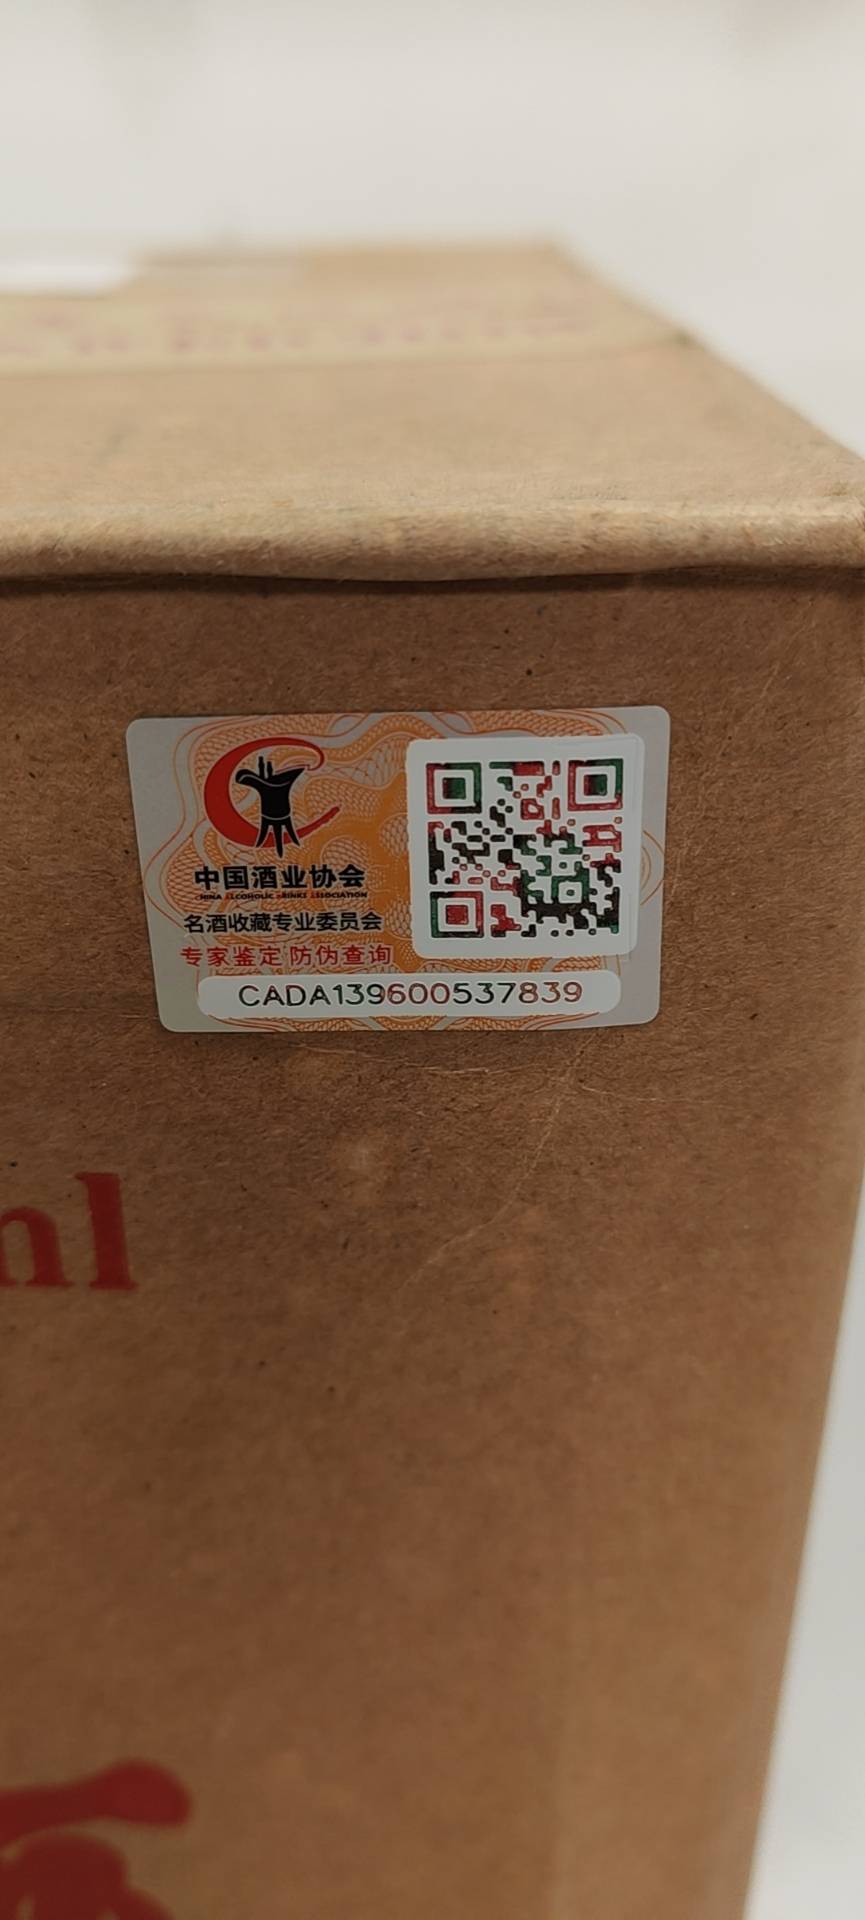 中国酒业协会
CHINA ALCOHOLIC DRINKS ASSOCIATION
名酒收藏专业委员会
专家鉴定 防伪查询
CADA139600537839
ml